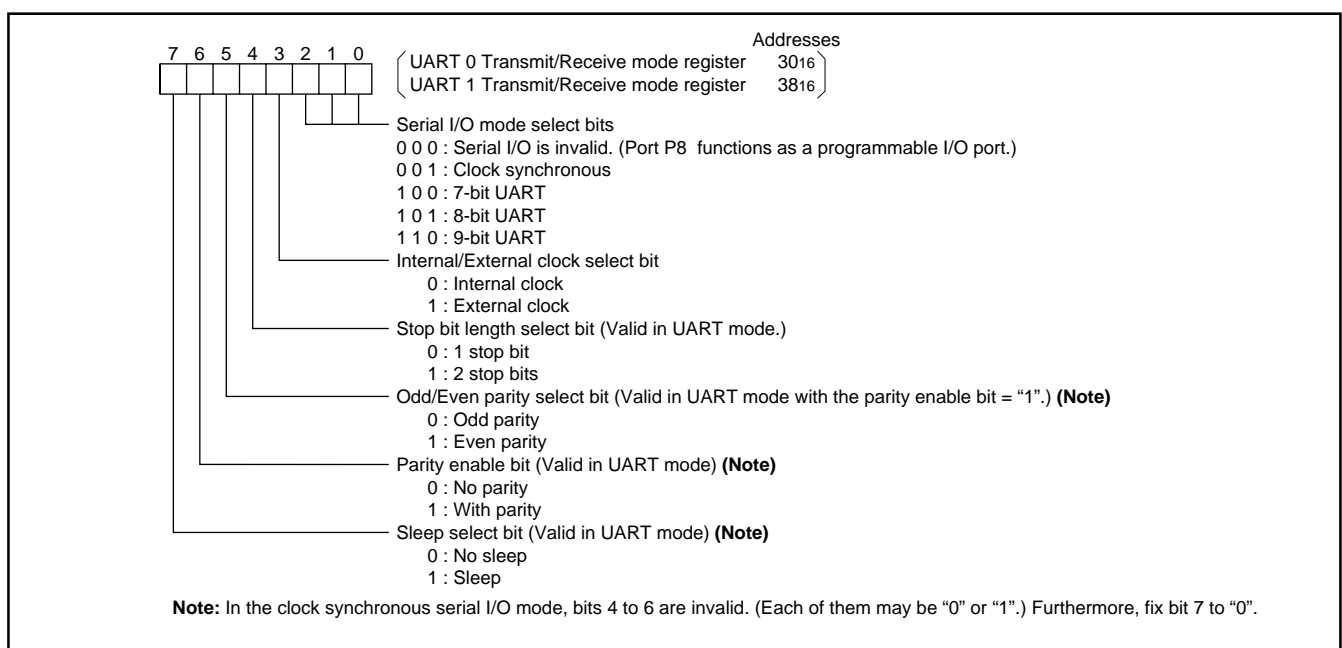 Addresses
7 6 5 4 3 2 1 0
UART 0 Transmit/Receive mode register 3016
UART 1 Transmit/Receive mode register 3816
Serial I/O mode select bits
0 0 0 : Serial I/O is invalid. (Port P8 functions as a programmable I/O port.)
0 0 1 : Clock synchronous
1 0 0 : 7-bit UART
1 0 1 : 8-bit UART
1 1 0 : 9-bit UART
Internal/External clock select bit
0 : Internal clock
1 : External clock
Stop bit length select bit (Valid in UART mode.)
0 : 1 stop bit
1 : 2 stop bits
Odd/Even parity select bit (Valid in UART mode with the parity enable bit = “1”.) (Note)
0 : Odd parity
1 : Even parity
Parity enable bit (Valid in UART mode) (Note)
0 : No parity
1 : With parity
Sleep select bit (Valid in UART mode) (Note)
0 : No sleep
1 : Sleep
Note: In the clock synchronous serial I/O mode, bits 4 to 6 are invalid. (Each of them may be “0” or “1”.) Furthermore, fix bit 7 to “0”.